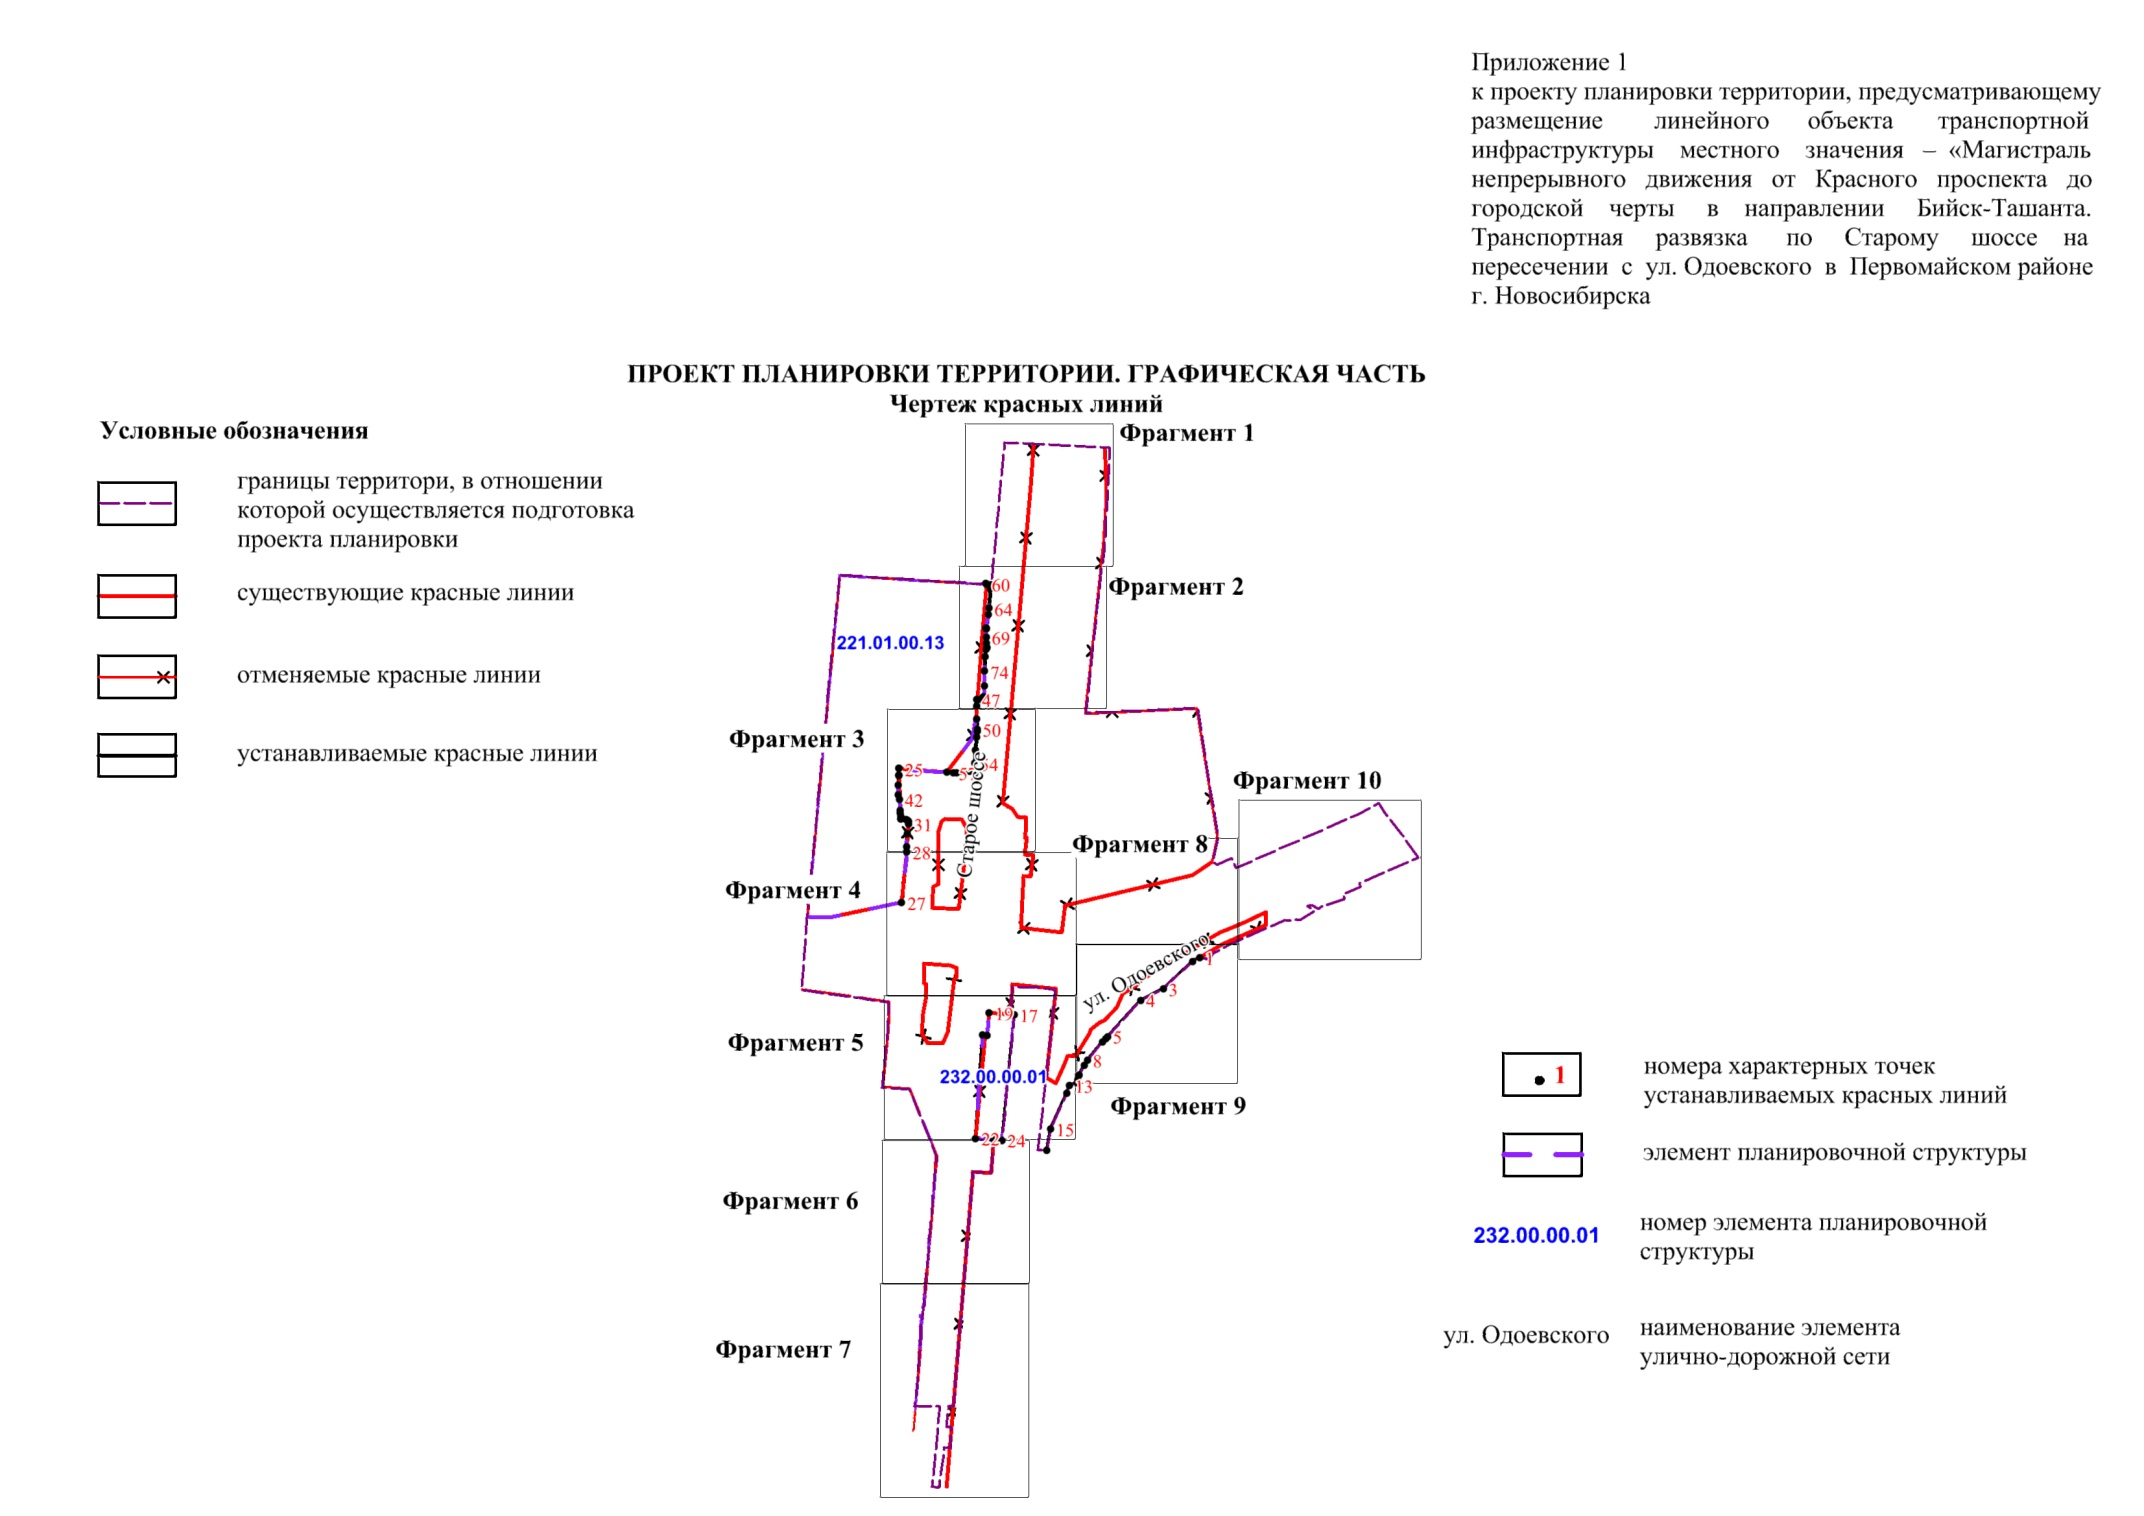 Приложение 1
к проекту планировки территории, предусматривающему
размещение линейного объекта транспортной
инфраструктуры местного значения – «Магистраль
непрерывного движения от Красного проспекта до
городской черты в направлении Бийск-Ташанта.
Транспортная развязка по Старому шоссе на
пересечении с ул. Одоевского в Первомайском районе
г. Новосибирска
ПРОЕКТ ПЛАНИРОВКИ ТЕРРИТОРИИ. ГРАФИЧЕСКАЯ ЧАСТЬ
Чертеж красных линий
Условные обозначения
границы територи, в отношении
которой осуществляется подготовка
проекта планировки
существующие красные линии
отменяемые красные линии
устанавливаемые красные линии
Фрагмент 1
Фрагмент 2
60
64
221.01.00.13
69
74
47
Фрагмент 3
50
54
25
Фрагмент 10
42
31
Старое шоссе
Фрагмент 8
28
Фрагмент 4
27
ул. Одоевского
1
3
4
19
17
Фрагмент 5
5
8
232.00.00.01
13
Фрагмент 9
15
22
24
Фрагмент 6
Фрагмент 7
1
номера характерных точек
устанавливаемых красных линий
элемент планировочной структуры
232.00.00.01
номер элемента планировочной
структуры
ул. Одоевского
наименование элемента
улично-дорожной сети